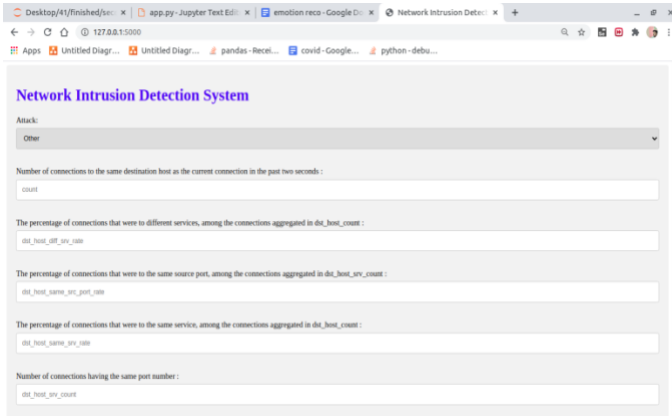 Desktop/41/finished/sec
app.py - Jupyter Text Edit
emotion reco - Google Do
Network Intrusion Detect
127.0.0.1:5000
Apps
Untitled Diagr...
Untitled Diagr...
pandas - Recei...
covid - Google...
python - debu...
Network Intrusion Detection System
Attack:
Other
Number of connections to the same destination host as the current connection in the past two seconds :
count
The percentage of connections that were to different services, among the connections aggregated in dst_host_count :
dst_host_diff_srv_rate
The percentage of connections that were to the same source port, among the connections aggregated in dst_host_srv_count :
dst_host_same_src_port_rate
The percentage of connections that were to the same service, among the connections aggregated in dst_host_count :
dst_host_same_srv_rate
Number of connections having the same port number :
dst_host_srv_count